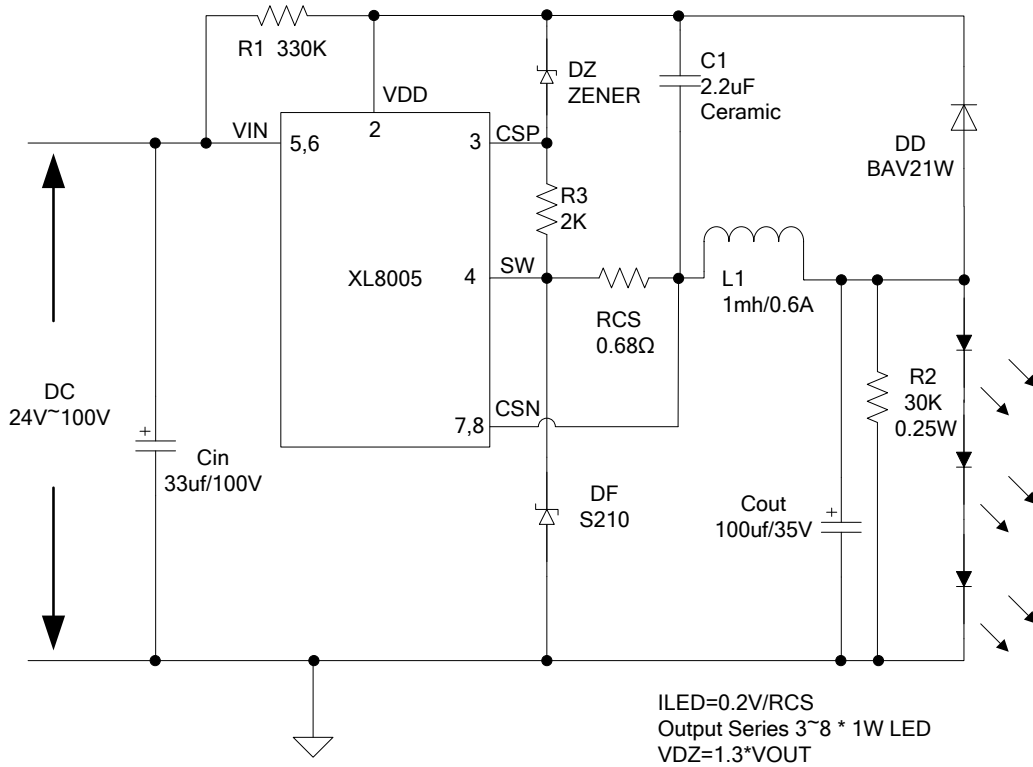 R1 330K
VDD
2
VIN
5,6
3
CSP
DZ
ZENER
C1
2.2uF
Ceramic
DD
BAV21W
R3
2K
XL8005
4
SW
RCS
0.68Ω
L1
1mh/0.6A
DC
24V~100V
+
Cin
33uf/100V
7,8
CSN
DF
S210
+
Cout
100uf/35V
R2
30K
0.25W
ILED=0.2V/RCS
Output Series 3~8 * 1W LED
VDZ=1.3*VOUT